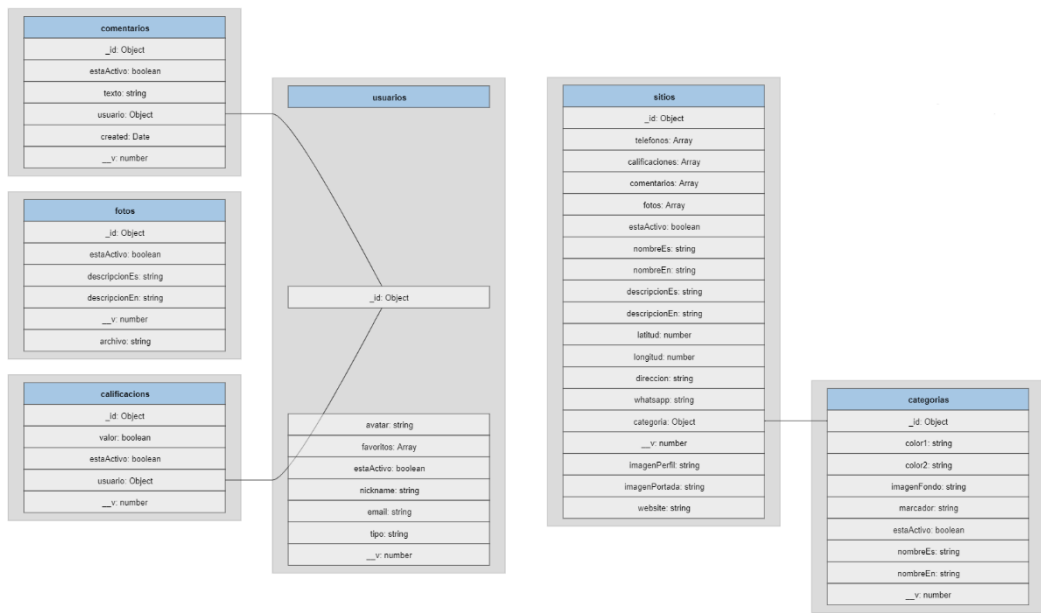 comentarios
_id: Object
estaActivo: boolean
texto: string
usuario: Object
created: Date
__v: number
fotos
_id: Object
estaActivo: boolean
descripcionEs: string
descripcionEn: string
__v: number
archivo: string
calificacions
_id: Object
valor: boolean
estaActivo: boolean
usuario: Object
__v: number
usuarios
_id: Object
avatar: string
favoritos: Array
estaActivo: boolean
nickname: string
email: string
tipo: string
__v: number
sitios
_id: Object
telefonos: Array
calificaciones: Array
comentarios: Array
fotos: Array
estaActivo: boolean
nombreEs: string
nombreEn: string
descripcionEs: string
descripcionEn: string
latitud: number
longitud: number
direccion: string
whatsapp: string
categoria: Object
__v: number
imagenPerfil: string
imagenPortada: string
website: string
categorias
_id: Object
color1: string
color2: string
imagenFondo: string
marcador: string
estaActivo: boolean
nombreEs: string
nombreEn: string
__v: number